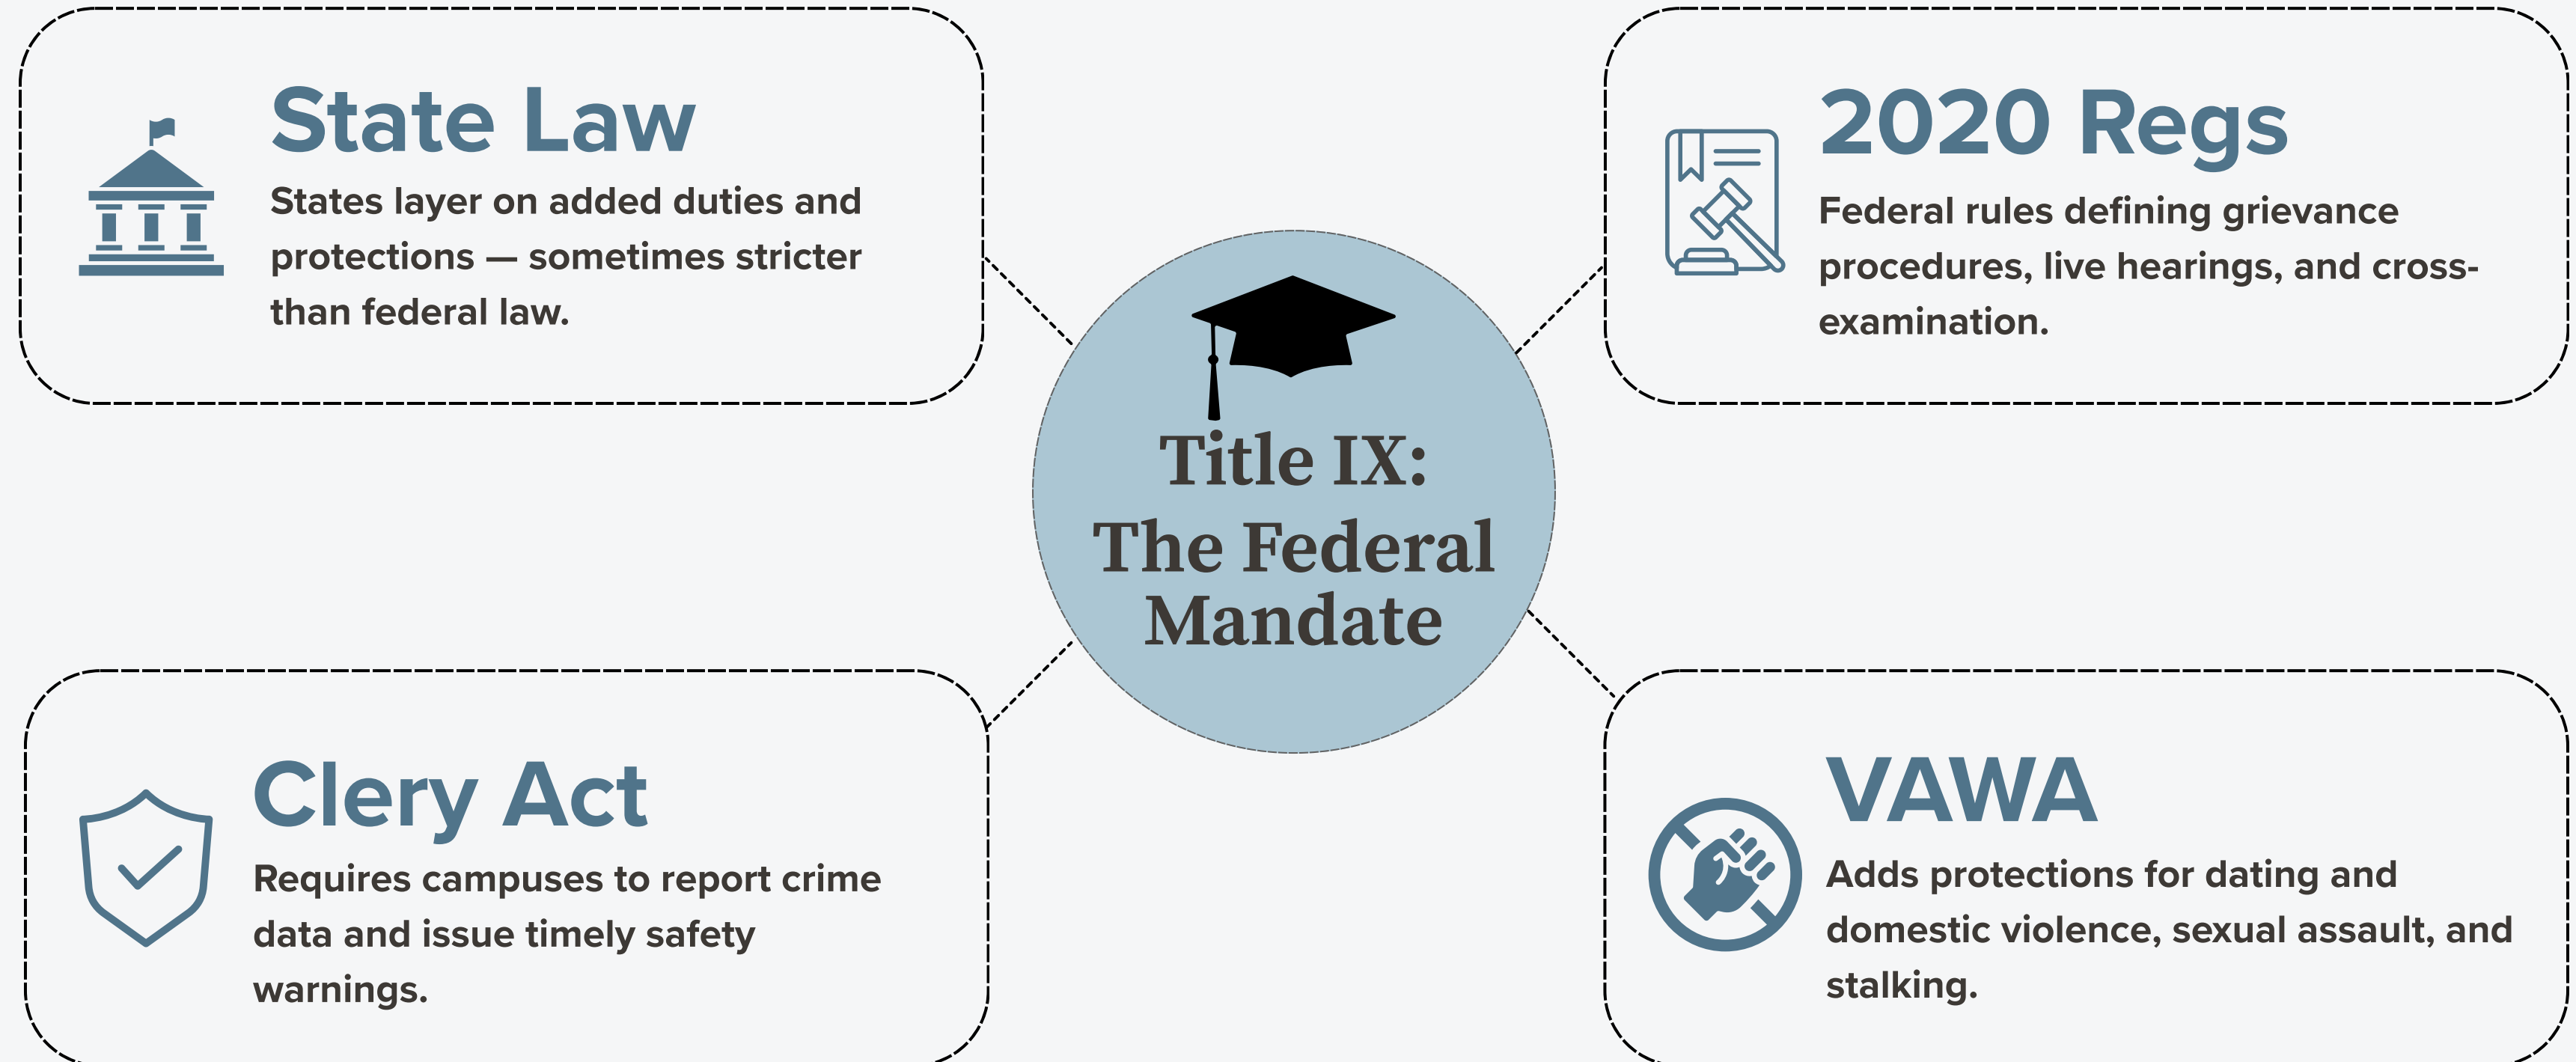 State Law
States layer on added duties and
protections — sometimes stricter
than federal law.
2020 Regs
Federal rules defining grievance
procedures, live hearings, and cross-
examination.
Title IX:
The Federal
Mandate
Clery Act
Requires campuses to report crime
data and issue timely safety
warnings.
VAWA
Adds protections for dating and
domestic violence, sexual assault, and
stalking.